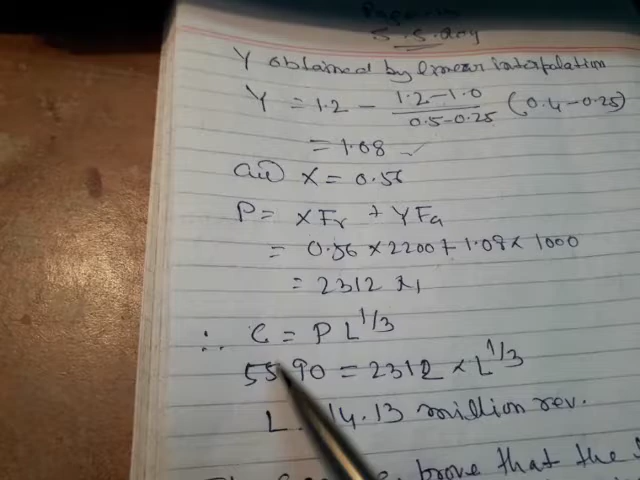 5.5.
Y obtained by linear interpolation
Y = 1.2 - (1.2-1.0)/(0.5-0.25) (0.4-0.25)
= 1.08
and X = 0.56
P = XFr + YFa
= 0.56 × 2200 + 1.08 × 1000
= 2312
∴ C = P L^1/3
5590 = 2312 × L^1/3
L 14.13 million rev.
prove that the